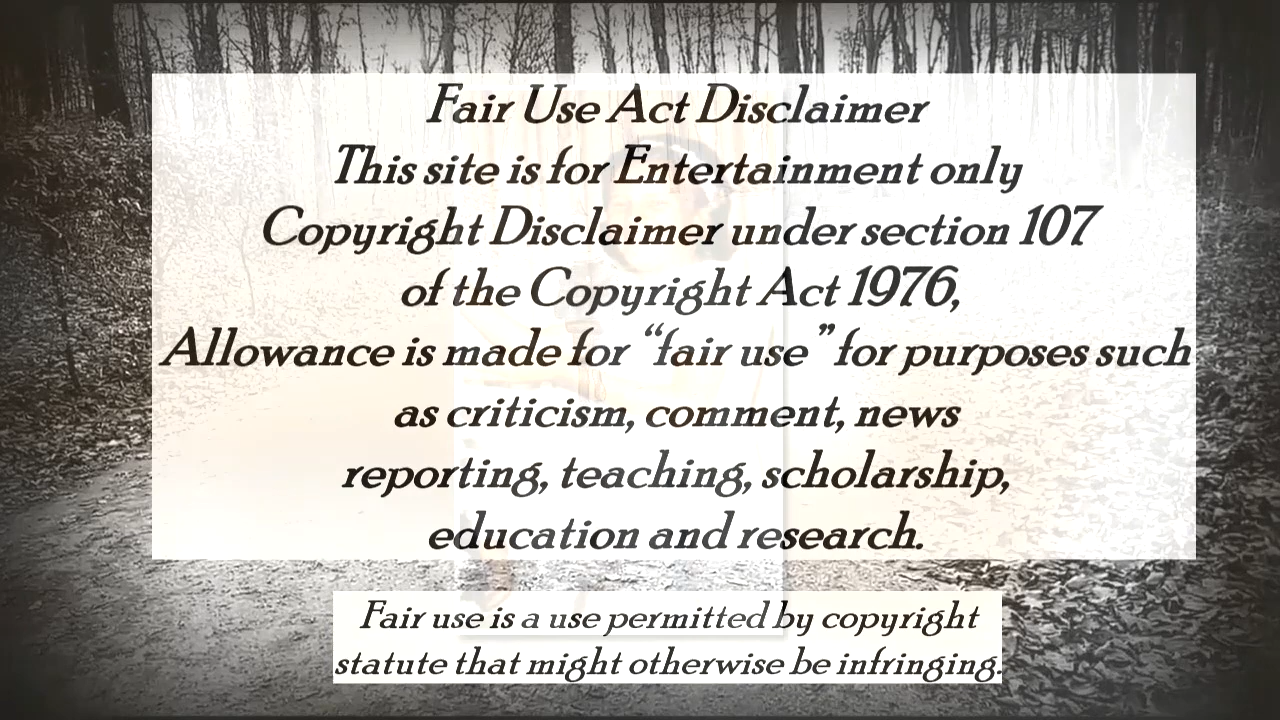 Fair Use Act Disclaimer
This site is for Entertainment only
Copyright Disclaimer under section 107
of the Copyright Act 1976,
Allowance is made for “fair use” for purposes such
as criticism, comment, news
reporting, teaching, scholarship,
education and research.
Fair use is a use permitted by copyright
statute that might otherwise be infringing.